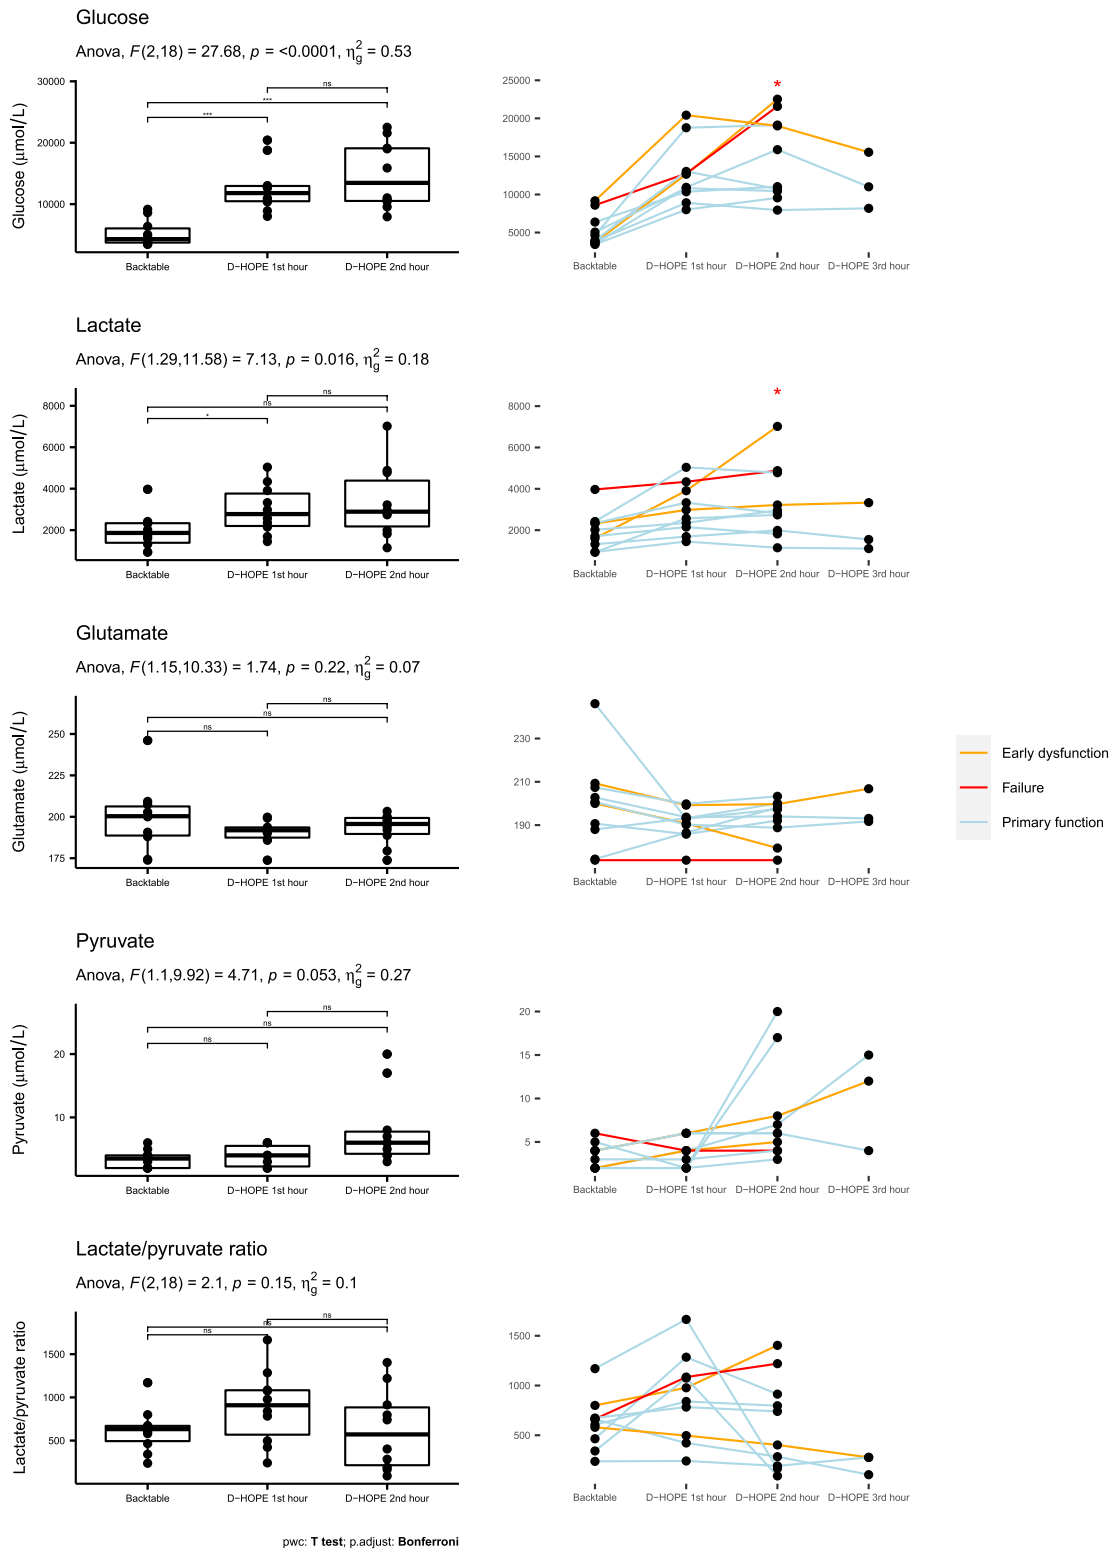 Glucose
Anova, F(2,18) = 27.68, p = <0.0001, η²g = 0.53
Glucose (μmol/L)
30000
20000
10000
ns
***
***
Backtable
D−HOPE 1st hour
D−HOPE 2nd hour
25000
20000
15000
10000
5000
*
Backtable
D−HOPE 1st hour
D−HOPE 2nd hour
D−HOPE 3rd hour
Lactate
Anova, F(1.29,11.58) = 7.13, p = 0.016, η²g = 0.18
Lactate (μmol/L)
8000
6000
4000
2000
ns
ns
*
Backtable
D−HOPE 1st hour
D−HOPE 2nd hour
8000
6000
4000
2000
*
Backtable
D−HOPE 1st hour
D−HOPE 2nd hour
D−HOPE 3rd hour
Glutamate
Anova, F(1.15,10.33) = 1.74, p = 0.22, η²g = 0.07
Glutamate (μmol/L)
250
225
200
175
ns
ns
ns
Backtable
D−HOPE 1st hour
D−HOPE 2nd hour
230
210
190
Backtable
D−HOPE 1st hour
D−HOPE 2nd hour
D−HOPE 3rd hour
Early dysfunction
Failure
Primary function
Pyruvate
Anova, F(1.1,9.92) = 4.71, p = 0.053, η²g = 0.27
Pyruvate (μmol/L)
20
10
ns
ns
ns
Backtable
D−HOPE 1st hour
D−HOPE 2nd hour
20
15
10
5
Backtable
D−HOPE 1st hour
D−HOPE 2nd hour
D−HOPE 3rd hour
Lactate/pyruvate ratio
Anova, F(2,18) = 2.1, p = 0.15, η²g = 0.1
Lactate/pyruvate ratio
1500
1000
500
ns
ns
ns
Backtable
D−HOPE 1st hour
D−HOPE 2nd hour
1500
1000
500
Backtable
D−HOPE 1st hour
D−HOPE 2nd hour
D−HOPE 3rd hour
pwc: T test; p.adjust: Bonferroni